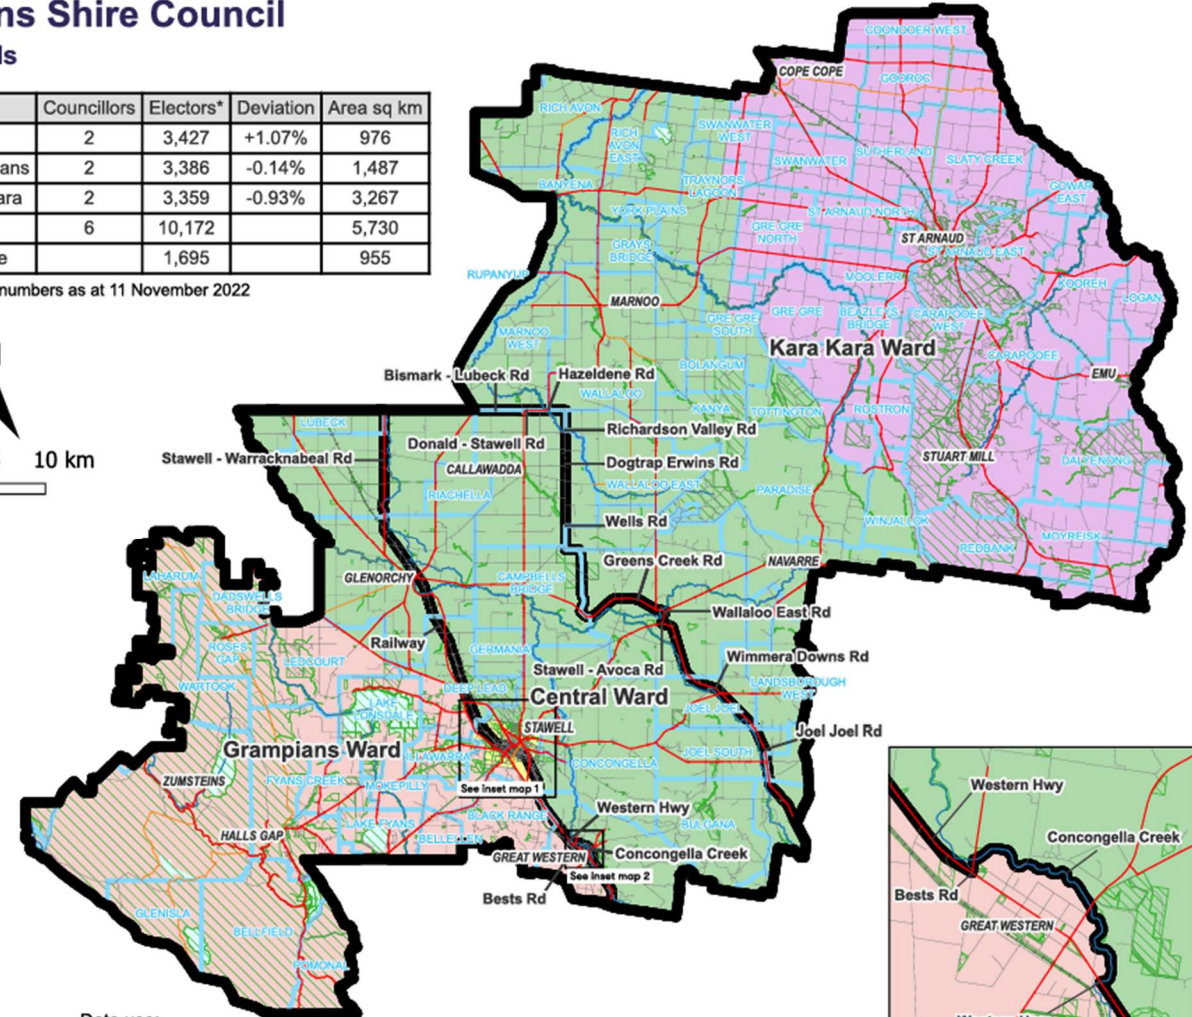 ns Shire Council
ls
Councillors Electors* Deviation Area sq km
2 3,427 +1.07% 976
ans 2 3,386 -0.14% 1,487
ara 2 3,359 -0.93% 3,267
6 10,172 5,730
e 1,695 955
numbers as at 11 November 2022
10 km
COONOOER WEST
COPE COPE
GOOROC
RICH AVON
RICH
AVON
EAST
SWANWATER
WEST
SWANWATER
SUTHERLAND
SLATY CREEK
BANYENA
TRAYNORS
LAGOON
GOWAR
EAST
YORK PLAINS
ST ARNAUD NORTH
GRE GRE
NORTH
ST ARNAUD
ST ARNAUD EAST
GRAYS
BRIDGE
RUPANYUP
MOOLERR
KOOREH
LOGAN
MARNOO
GRE GRE
SOUTH
GRE GRE
BEAZLEYS
BRIDGE
CARAPOOEE
WEST
MARNOO
WEST
Kara Kara Ward
CARAPOOEE
BOLANGUM
EMU
Bismark - Lubeck Rd
Hazeldene Rd
WALLALOO
KANYA
TOTTINGTON
ROSTRON
LUBECK
Richardson Valley Rd
Donald - Stawell Rd
Stawell - Warracknabeal Rd
CALLAWADDA
Dogtrap Erwins Rd
STUART MILL
DALYENONG
WALLALOO EAST
PARADISE
RIACHELLA
Wells Rd
WINJALLOK
MOYREISK
REDBANK
Greens Creek Rd
NAVARRE
GLENORCHY
CAMPBELLS
BRIDGE
LAHARUM
DADSWELLS
BRIDGE
Wallaloo East Rd
Railway
ROSES
GAP
LEDCOURT
GERMANIA
Stawell - Avoca Rd
Wimmera Downs Rd
WARTOOK
DEEP LEAD
Central Ward
LANDSBOROUGH
WEST
LAKE
LONSDALE
JOEL JOEL
STAWELL
Joel Joel Rd
Grampians Ward
ILLAWARRA
CONCONGELLA
JOEL SOUTH
ZUMSTEINS
FYANS CREEK
MOKEPILLY
See inset map 1
Western Hwy
BLACK RANGE
LAKE FYANS
BULGANA
HALLS GAP
BELLELLEN
GREAT WESTERN
Concongella Creek
See inset map 2
Bests Rd
GLENISLA
BELLFIELD
POMONAL
Western Hwy
Concongella Creek
Bests Rd
GREAT WESTERN